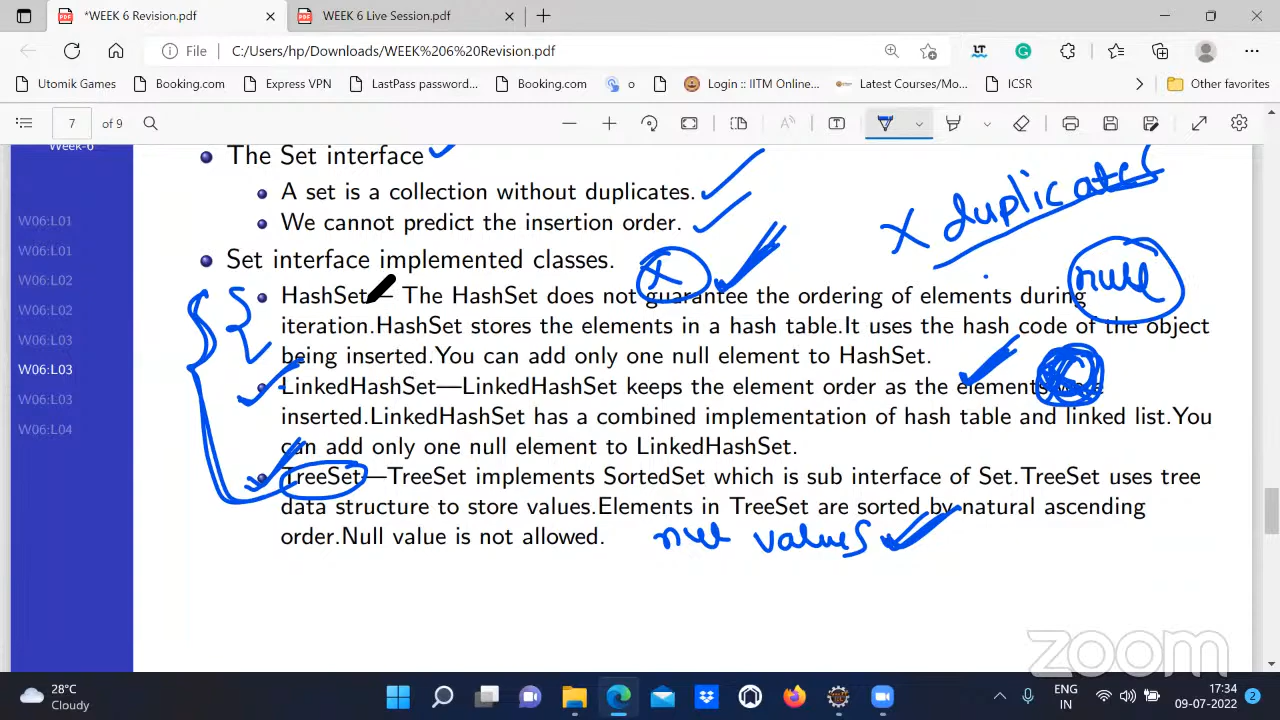 *WEEK 6 Revision.pdf
WEEK 6 Live Session.pdf
File
C:/Users/hp/Downloads/WEEK%206%20Revision.pdf
Utomik Games
Booking.com
Express VPN
LastPass password...
Booking.com
o
Login :: IITM Online...
Latest Courses/Mo...
ICSR
Other favorites
7 of 9
Week-6
W06:L01
W06:L01
W06:L02
W06:L02
W06:L03
W06:L03
W06:L03
W06:L04
The Set interface
A set is a collection without duplicates.
We cannot predict the insertion order.
X duplicates
Set interface implemented classes.
X
null
HashSet— The HashSet does not guarantee the ordering of elements during
iteration.HashSet stores the elements in a hash table.It uses the hash code of the object
being inserted.You can add only one null element to HashSet.
LinkedHashSet—LinkedHashSet keeps the element order as the elements were
inserted.LinkedHashSet has a combined implementation of hash table and linked list.You
can add only one null element to LinkedHashSet.
TreeSet—TreeSet implements SortedSet which is sub interface of Set.TreeSet uses tree
data structure to store values.Elements in TreeSet are sorted by natural ascending
order.Null value is not allowed.
null values
zoom
28°C
Cloudy
ENG
IN
17:34
09-07-2022
2